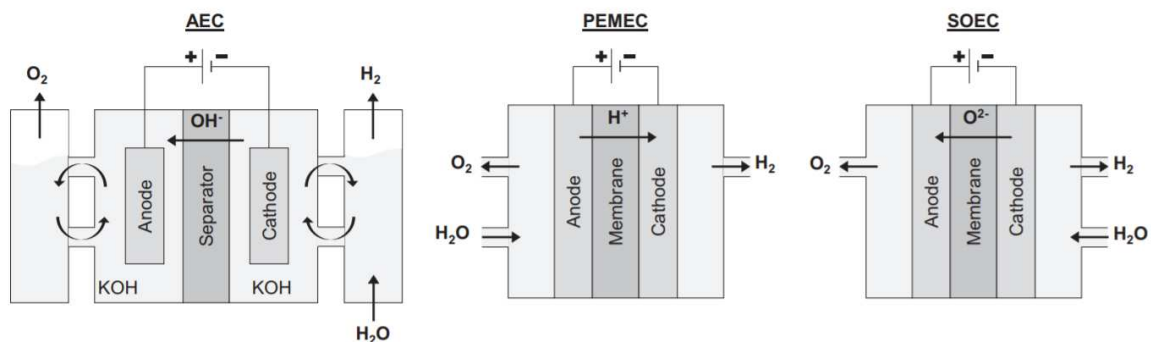 AEC
+ −
O₂
H₂
OH⁻
Anode
Separator
Cathode
KOH
KOH
H₂O
PEMEC
+ −
H⁺
O₂
H₂
Anode
Membrane
Cathode
H₂O
SOEC
+ −
O²⁻
O₂
H₂
Anode
Membrane
Cathode
H₂O